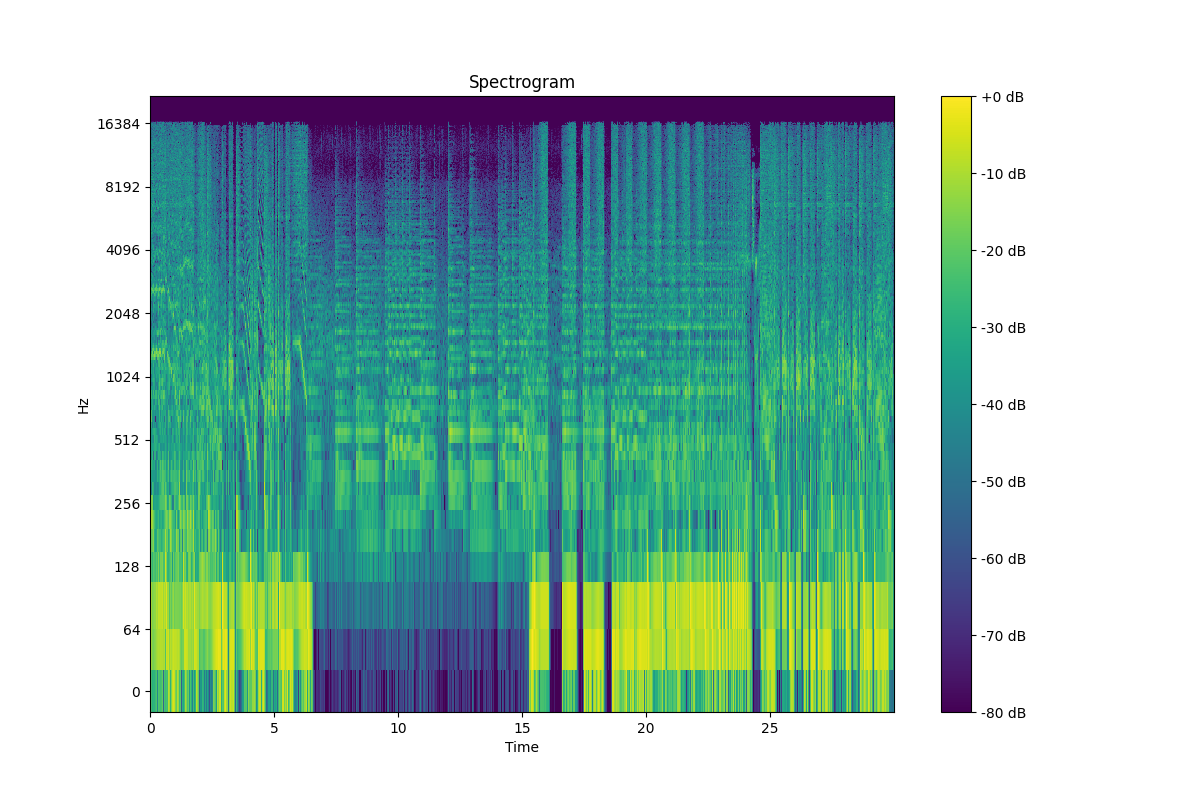 Spectrogram
Hz
16384
8192
4096
2048
1024
512
256
128
64
0
0 5 10 15 20 25
Time
+0 dB
-10 dB
-20 dB
-30 dB
-40 dB
-50 dB
-60 dB
-70 dB
-80 dB